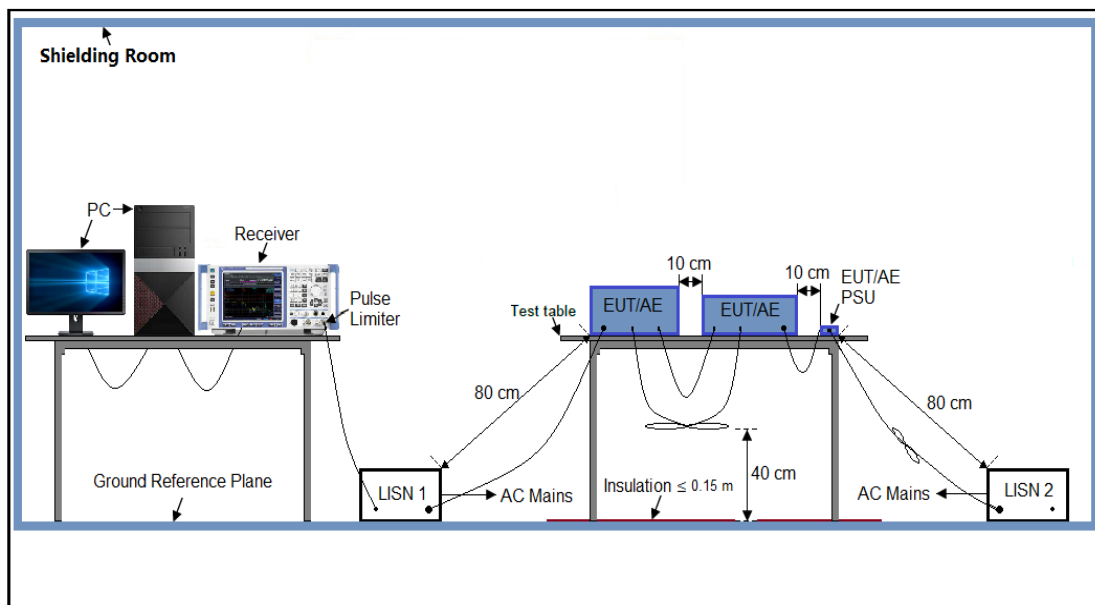 Shielding Room
PC
Receiver
Pulse
Limiter
10 cm
10 cm
EUT/AE
PSU
EUT/AE
EUT/AE
Test table
80 cm
80 cm
40 cm
Ground Reference Plane
LISN 1
AC Mains
Insulation ≤ 0.15 m
AC Mains
LISN 2